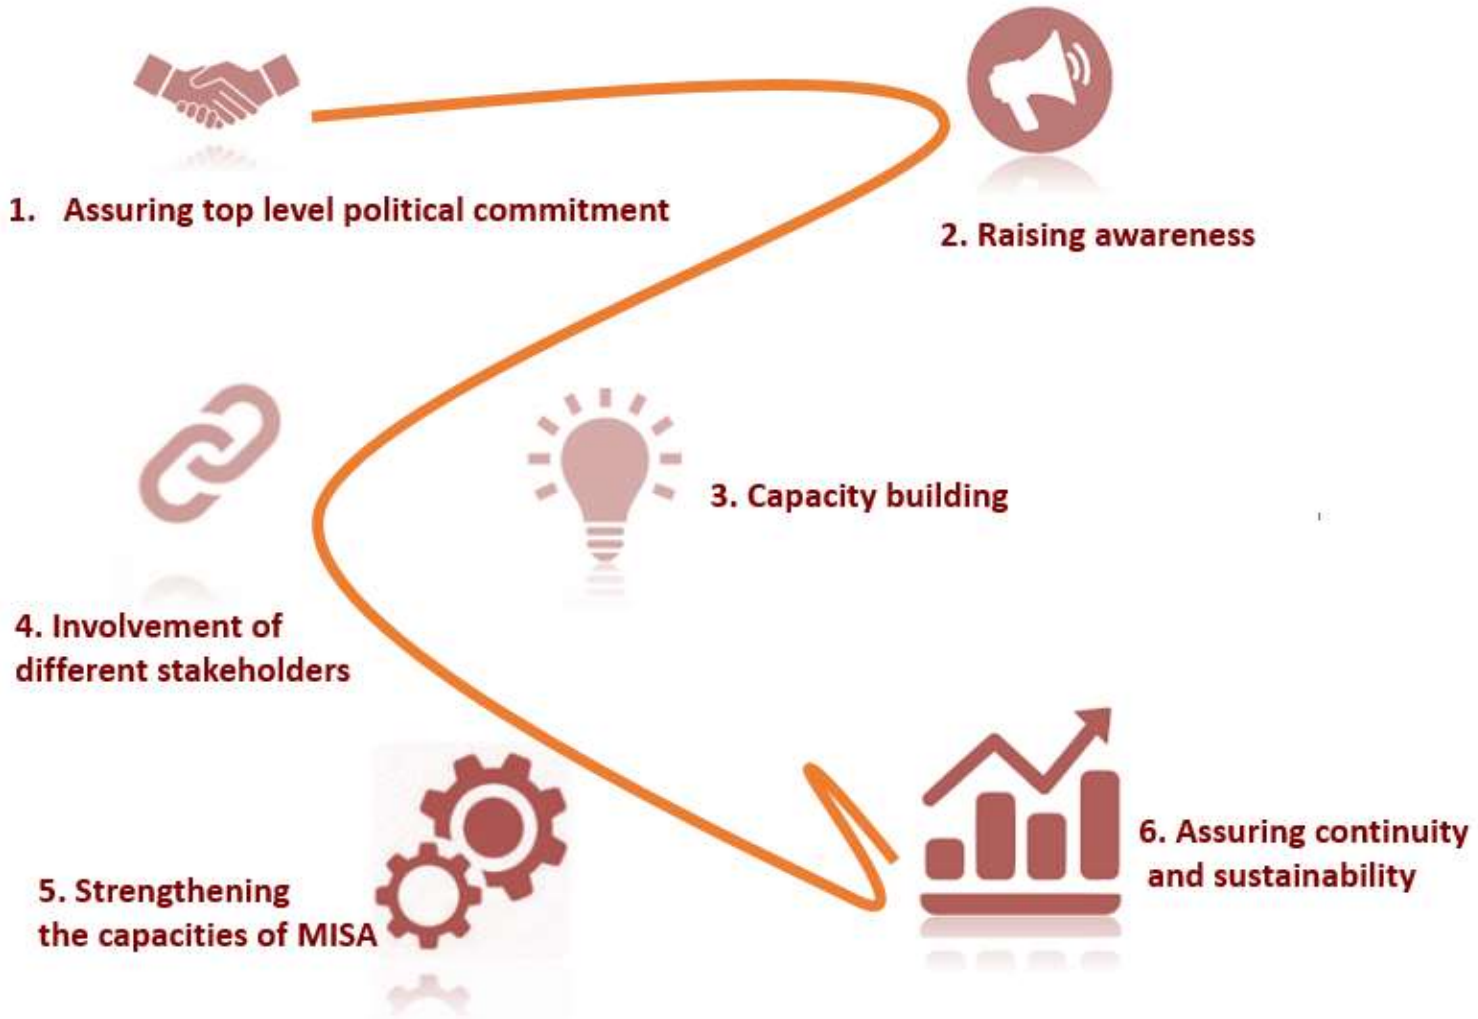 1. Assuring top level political commitment
2. Raising awareness
3. Capacity building
4. Involvement of
different stakeholders
5. Strengthening
the capacities of MISA
6. Assuring continuity
and sustainability